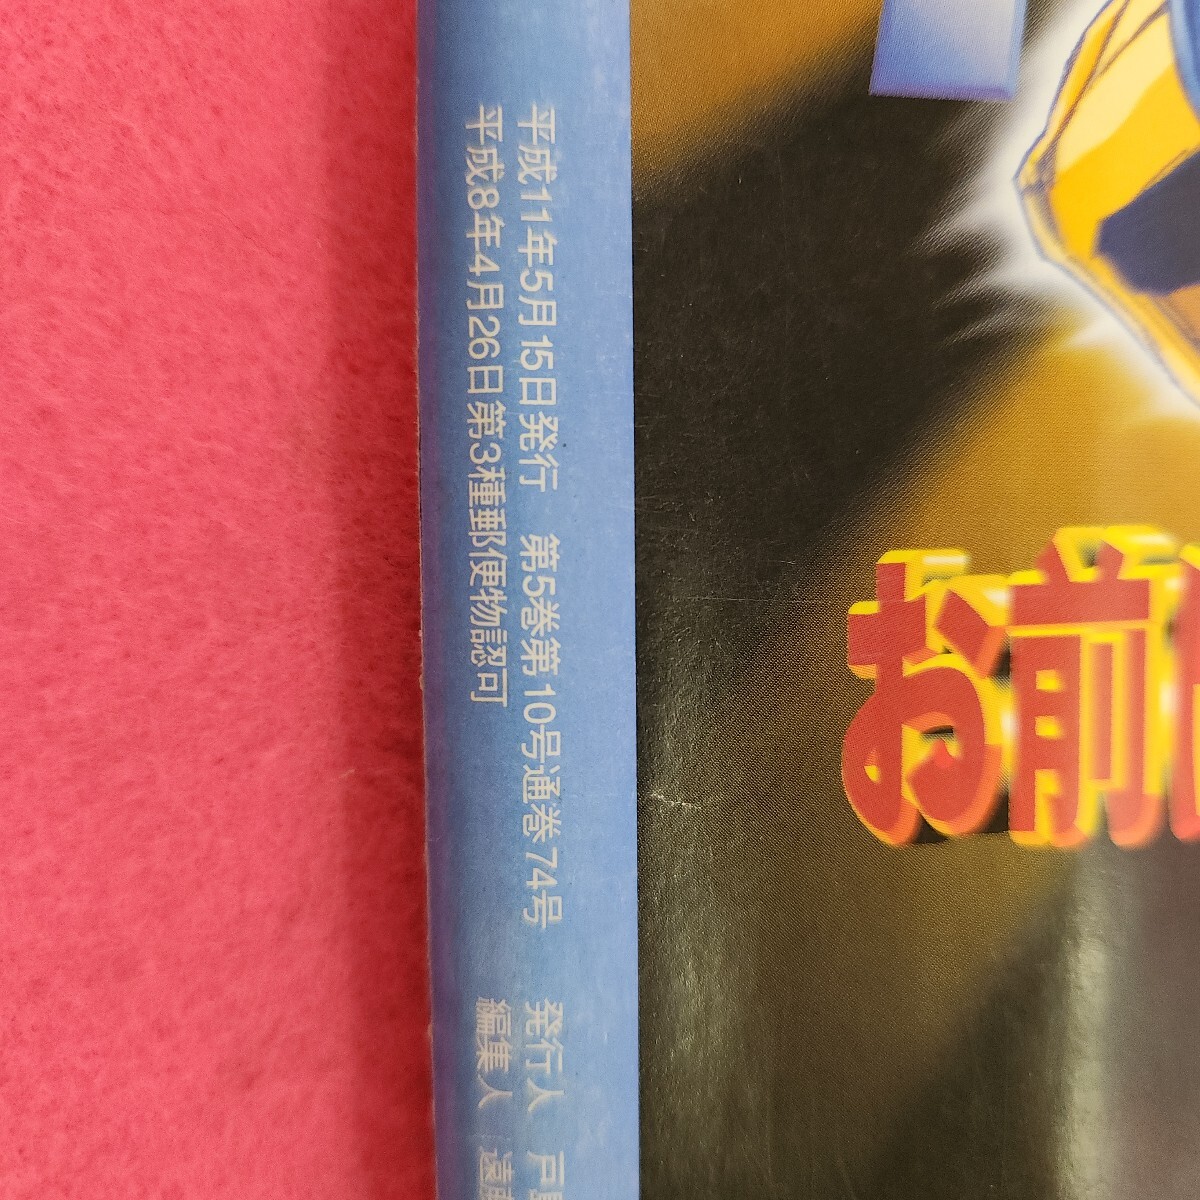 平成11年5月15日発行　第5巻第10号通巻74号　発行人　戸
平成8年4月26日第3種郵便物認可　編集人　遠
お前